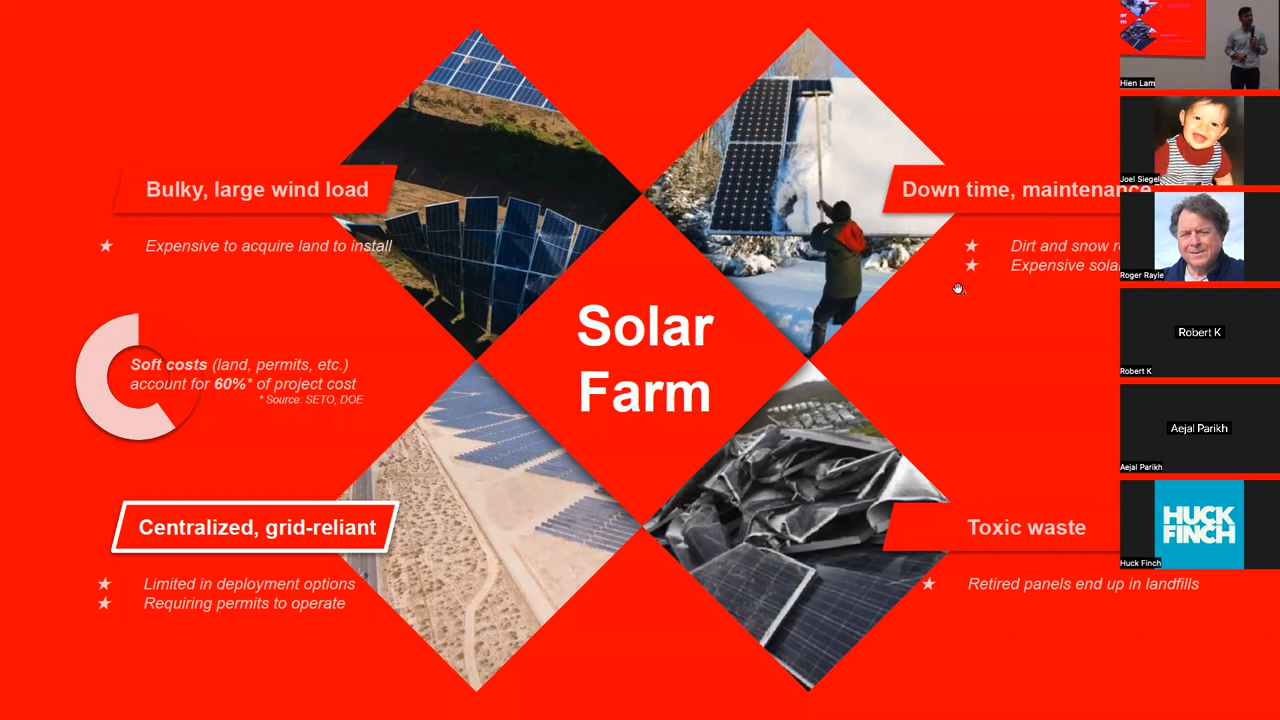 Bulky, large wind load
★ Expensive to acquire land to install
Soft costs (land, permits, etc.)
account for 60%* of project cost
* Source: SETO, DOE
Centralized, grid-reliant
★ Limited in deployment options
★ Requiring permits to operate
Solar
Farm
Down time, maintenance
★ Dirt and snow
★ Expensive
Toxic waste
★ Retired panels end up in landfills
Hien Lam
Joel Siegel
Roger Rayle
Robert K
Robert K
Aejal Parikh
Aejal Parikh
HUCK
FINCH
Huck Finch